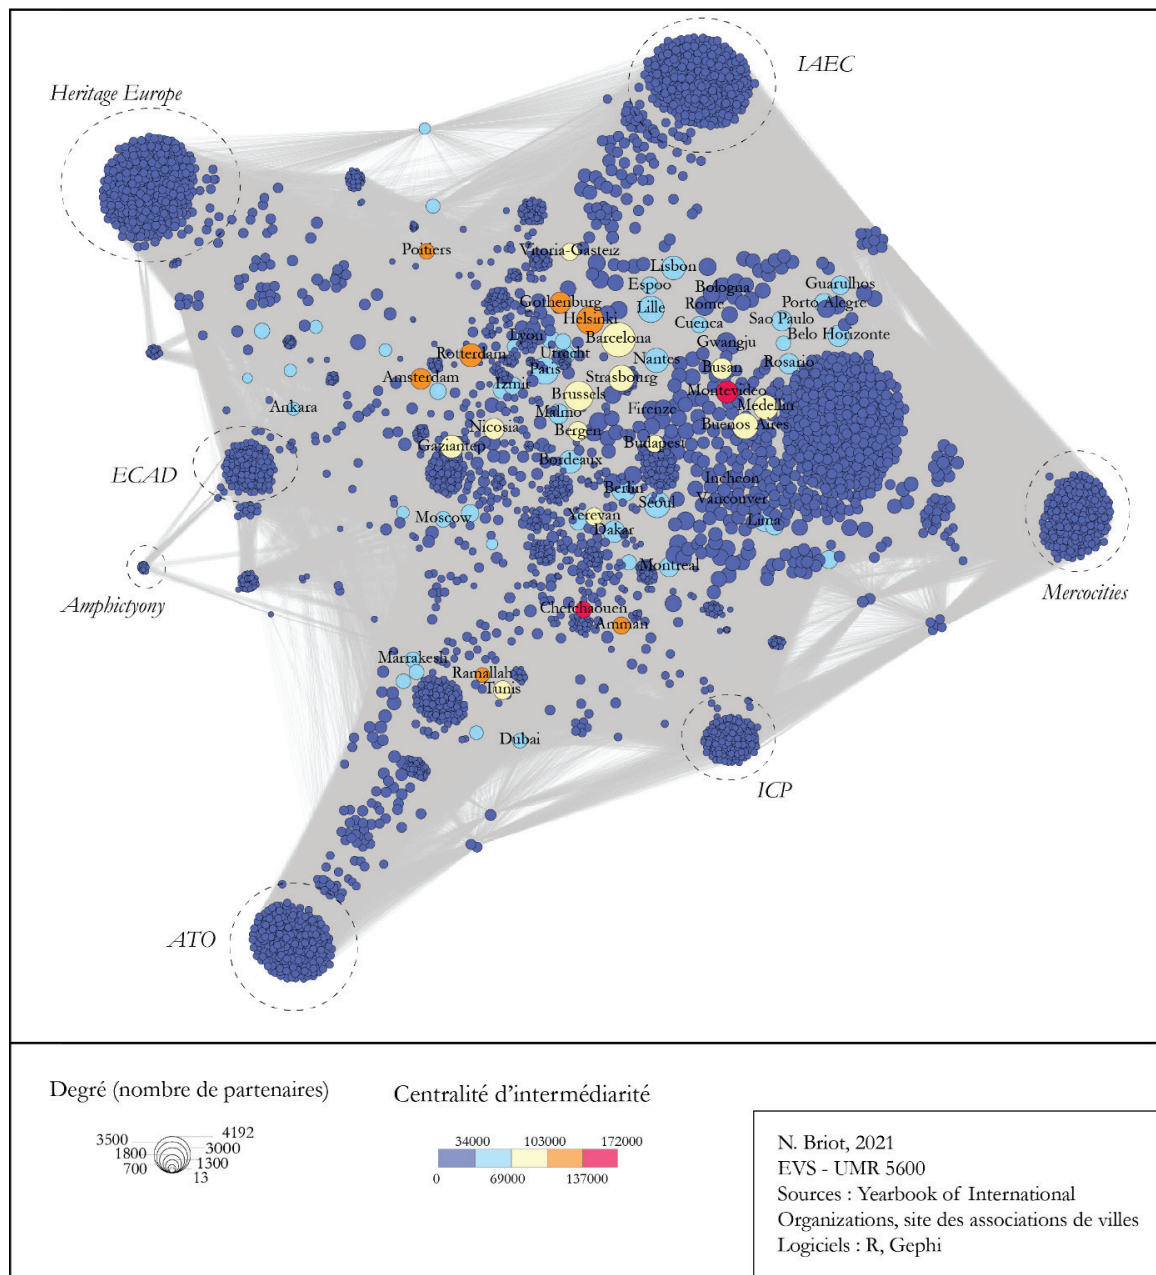 IAEC
Heritage Europe
Poitiers
Vitoria-Gasteiz
Lisbon
Espoo
Bologna
Guarulhos
Gothenburg
Lille
Rome
Porto Alegre
Helsinki
Cuenca
Sao Paulo
Lyon
Barcelona
Belo Horizonte
Utrecht
Gwangju
Rotterdam
Nantes
Rosario
Paris
Busan
Amsterdam
Izmir
Strasbourg
Brussels
Montevideo
Ankara
Malmo
Firenze
Medellin
Nicosia
Bergen
Buenos Aires
Gaziantep
Budapest
ECAD
Bordeaux
Incheon
Berlin
Vancouver
Seoul
Moscow
Yerevan
Lima
Dakar
Montreal
Amphictyony
Mercocities
Chefchaouen
Amman
Marrakesh
Ramallah
Tunis
Dubai
ICP
ATO
Degré (nombre de partenaires)
3500
1800
700
4192
3000
1300
13
Centralité d'intermédiarité
34000
103000
172000
0
69000
137000
N. Briot, 2021
EVS - UMR 5600
Sources : Yearbook of International
Organizations, site des associations de villes
Logiciels : R, Gephi